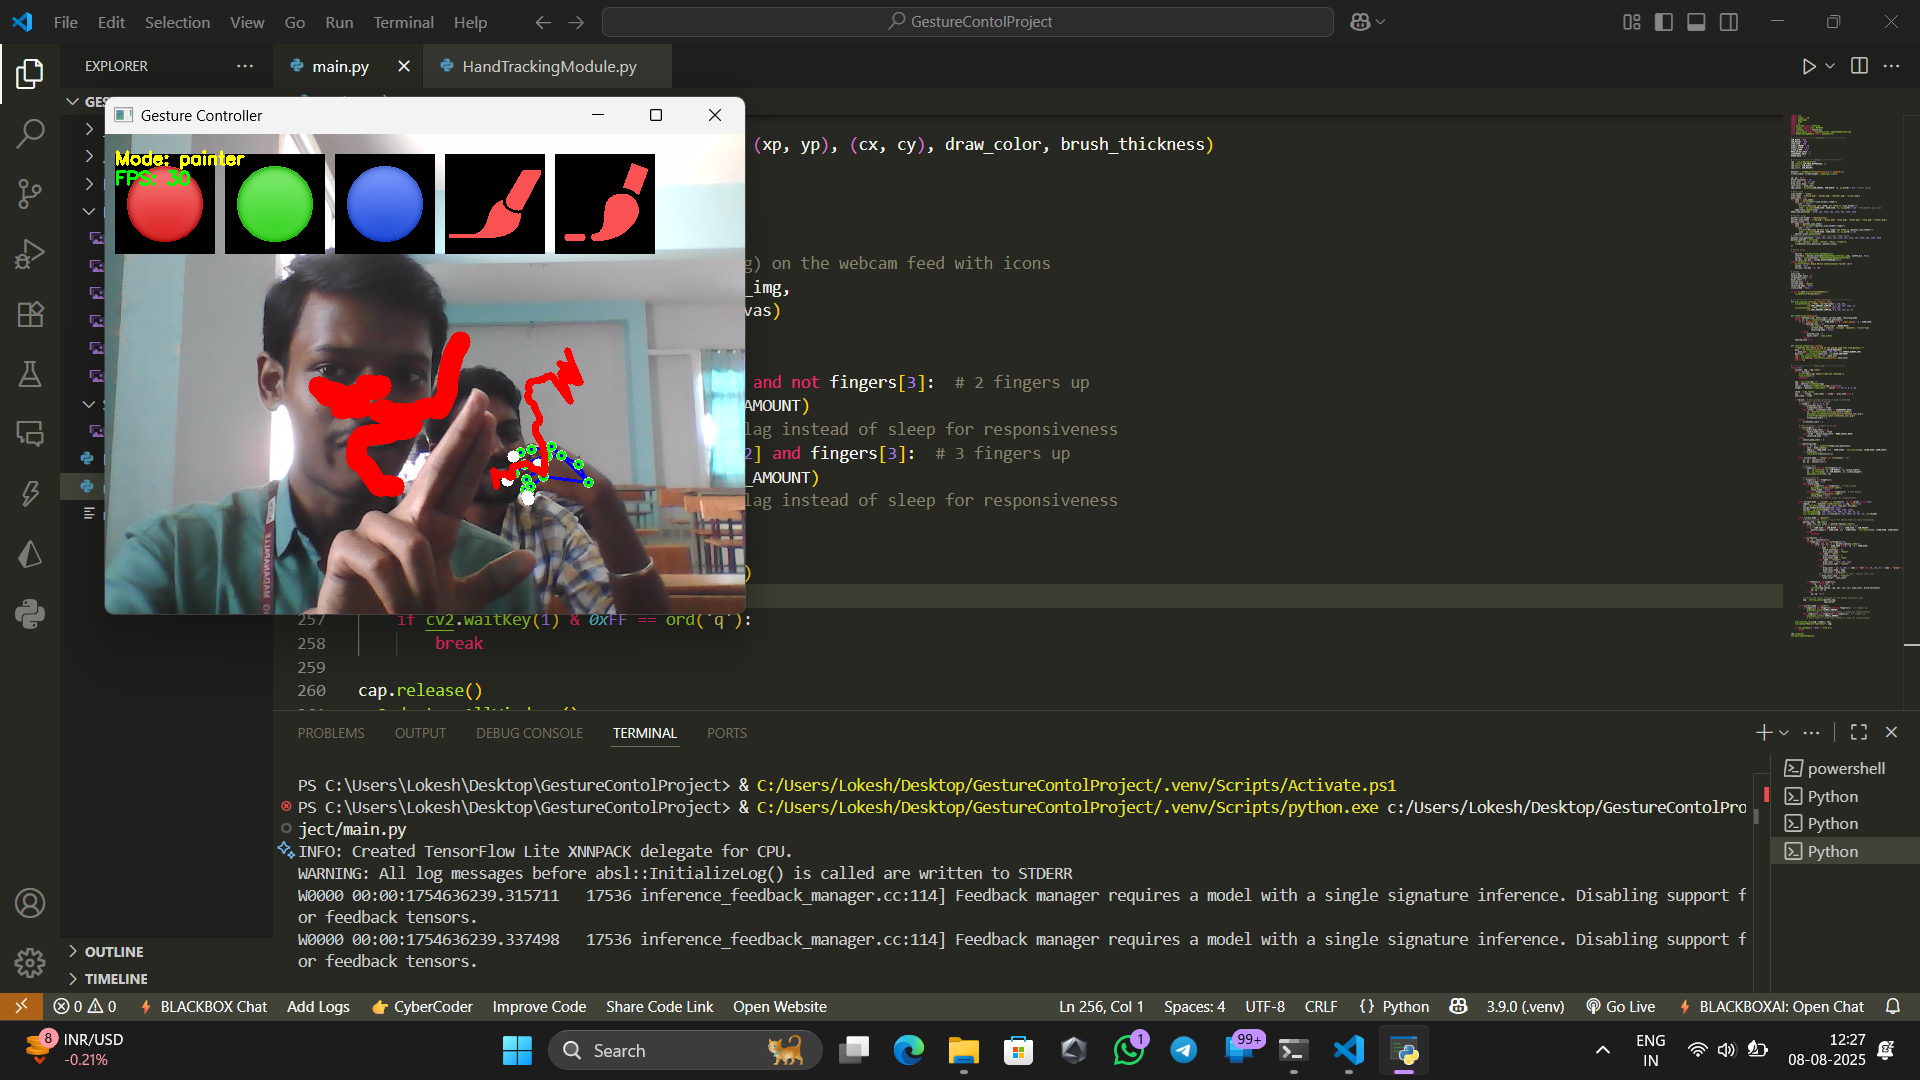 File Edit Selection View Go Run Terminal Help
GestureContolProject
EXPLORER
main.py
HandTrackingModule.py
Gesture Controller
Mode: painter
FPS: 30
(xp, yp), (cx, cy), draw_color, brush_thickness)
) on the webcam feed with icons
_img,
vas)
and not fingers[3]:  # 2 fingers up
AMOUNT)
lag instead of sleep for responsiveness
2] and fingers[3]:  # 3 fingers up
_AMOUNT)
lag instead of sleep for responsiveness
)
257 if cv2.waitKey(1) & 0xFF == ord('q'):
258 break
259
260 cap.release()
PROBLEMS OUTPUT DEBUG CONSOLE TERMINAL PORTS
PS C:\Users\Lokesh\Desktop\GestureContolProject> & C:/Users/Lokesh/Desktop/GestureContolProject/.venv/Scripts/Activate.ps1
PS C:\Users\Lokesh\Desktop\GestureContolProject> & C:/Users/Lokesh/Desktop/GestureContolProject/.venv/Scripts/python.exe c:/Users/Lokesh/Desktop/GestureContolPro
ject/main.py
INFO: Created TensorFlow Lite XNNPACK delegate for CPU.
WARNING: All log messages before absl::InitializeLog() is called are written to STDERR
W0000 00:00:1754636239.315711   17536 inference_feedback_manager.cc:114] Feedback manager requires a model with a single signature inference. Disabling support f
or feedback tensors.
W0000 00:00:1754636239.337498   17536 inference_feedback_manager.cc:114] Feedback manager requires a model with a single signature inference. Disabling support f
or feedback tensors.
powershell
Python
Python
Python
OUTLINE
TIMELINE
0 0 BLACKBOX Chat Add Logs CyberCoder Improve Code Share Code Link Open Website
Ln 256, Col 1 Spaces: 4 UTF-8 CRLF {} Python 3.9.0 (.venv) Go Live BLACKBOXAI: Open Chat
8 INR/USD
-0.21%
Search
1
99+
ENG
IN
12:27
08-08-2025